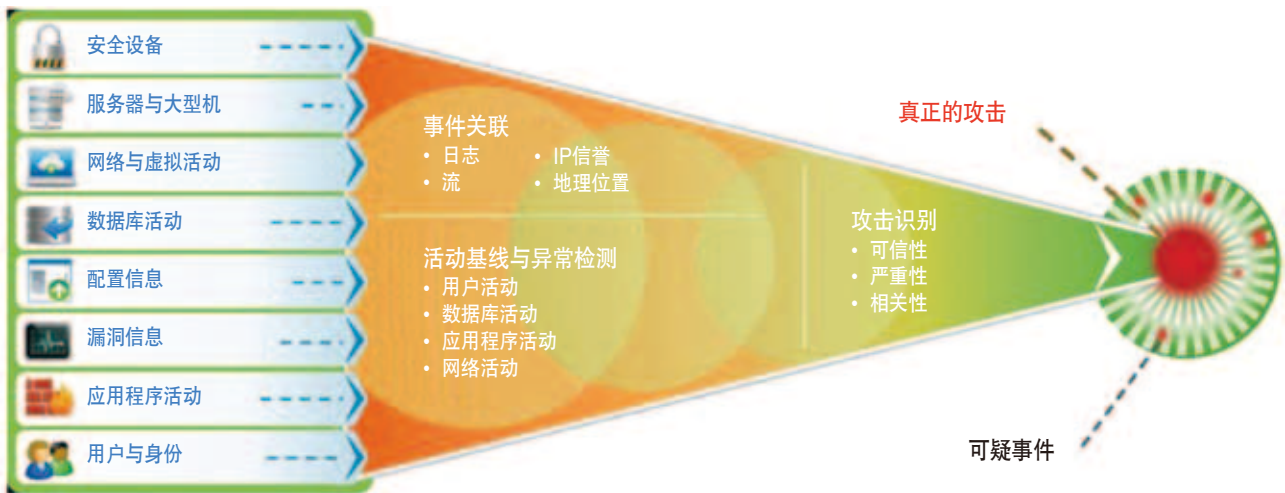 安全设备
服务器与大型机
网络与虚拟活动
数据库活动
配置信息
漏洞信息
应用程序活动
用户与身份
事件关联
• 日志 • IP信誉
• 流 • 地理位置
活动基线与异常检测
• 用户活动
• 数据库活动
• 应用程序活动
• 网络活动
攻击识别
• 可信性
• 严重性
• 相关性
真正的攻击
可疑事件